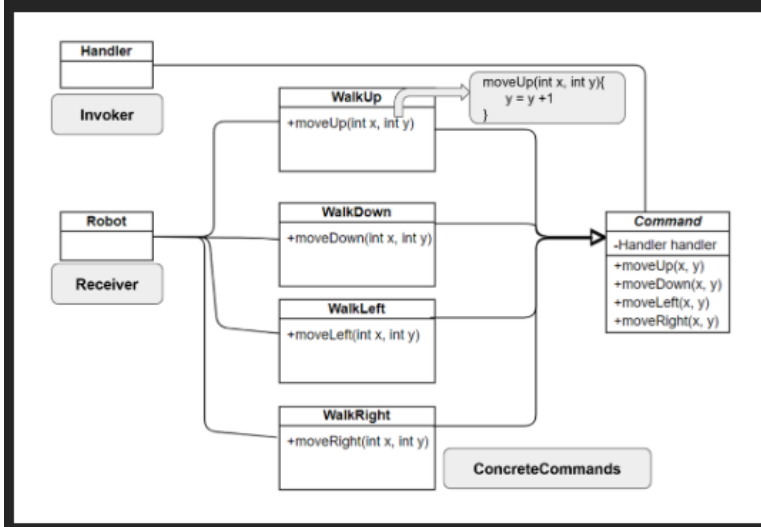 Handler
Invoker
WalkUp
+moveUp(int x, int y)
moveUp(int x, int y){
y = y +1
}
Robot
Receiver
WalkDown
+moveDown(int x, int y)
WalkLeft
+moveLeft(int x, int y)
WalkRight
+moveRight(int x, int y)
ConcreteCommands
Command
-Handler handler
+moveUp(x, y)
+moveDown(x, y)
+moveLeft(x, y)
+moveRight(x, y)